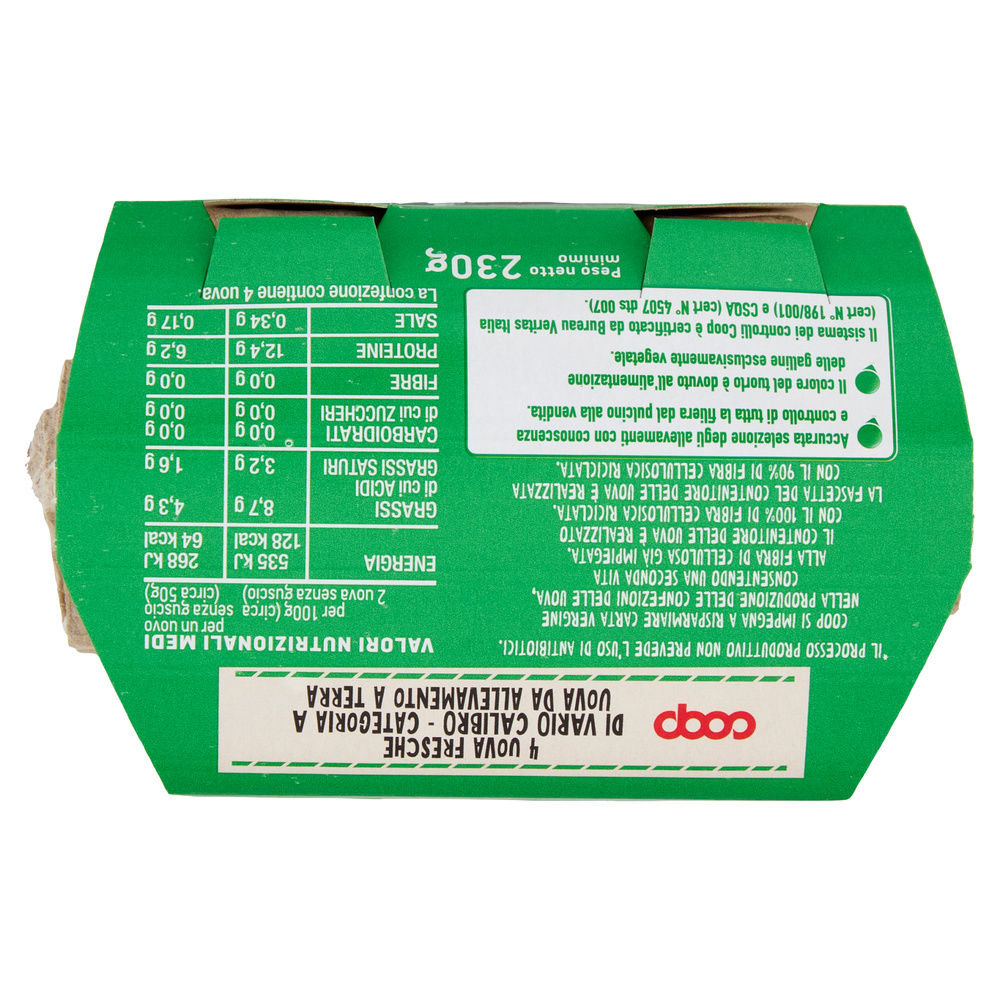 coop
4 UOVA FRESCHE
DI VARIO CALIBRO - CATEGORIA A
UOVA DA ALLEVAMENTO A TERRA
*IL PROCESSO PRODUTTIVO NON PREVEDE L'USO DI ANTIBIOTICI.
COOP SI IMPEGNA A RISPARMIARE CARTA VERGINE
NELLA PRODUZIONE DELLE CONFEZIONI DELLE UOVA,
CONSENTENDO UNA SECONDA VITA
ALLA FIBRA DI CELLULOSA GIÀ IMPIEGATA.
IL CONTENITORE DELLE UOVA È REALIZZATO
CON IL 100% DI FIBRA CELLULOSICA RICICLATA.
LA FASCETTA DEL CONTENITORE DELLE UOVA È REALIZZATA
CON IL 90% DI FIBRA CELLULOSICA RICICLATA.
Accurata selezione degli allevamenti con conoscenza
e controllo di tutta la filiera dal pulcino alla vendita.
Il colore del tuorlo è dovuto all'alimentazione
delle galline esclusivamente vegetale.
Il sistema dei controlli Coop è certificato da Bureau Veritas Italia
(cert N° 198/001) e CSQA (cert N° 4507 dts 007).
Peso netto
minimo
230g
VALORI NUTRIZIONALI MEDI
per 100g (circa
2 uova senza guscio)
per un uovo
senza guscio
(circa 50g)
ENERGIA 535 kJ 268 kJ
128 kcal 64 kcal
GRASSI 8,7 g 4,3 g
di cui ACIDI
GRASSI SATURI 3,2 g 1,6 g
CARBOIDRATI 0,0 g 0,0 g
di cui ZUCCHERI 0,0 g 0,0 g
FIBRE 0,0 g 0,0 g
PROTEINE 12,4 g 6,2 g
SALE 0,34 g 0,17 g
La confezione contiene 4 uova.